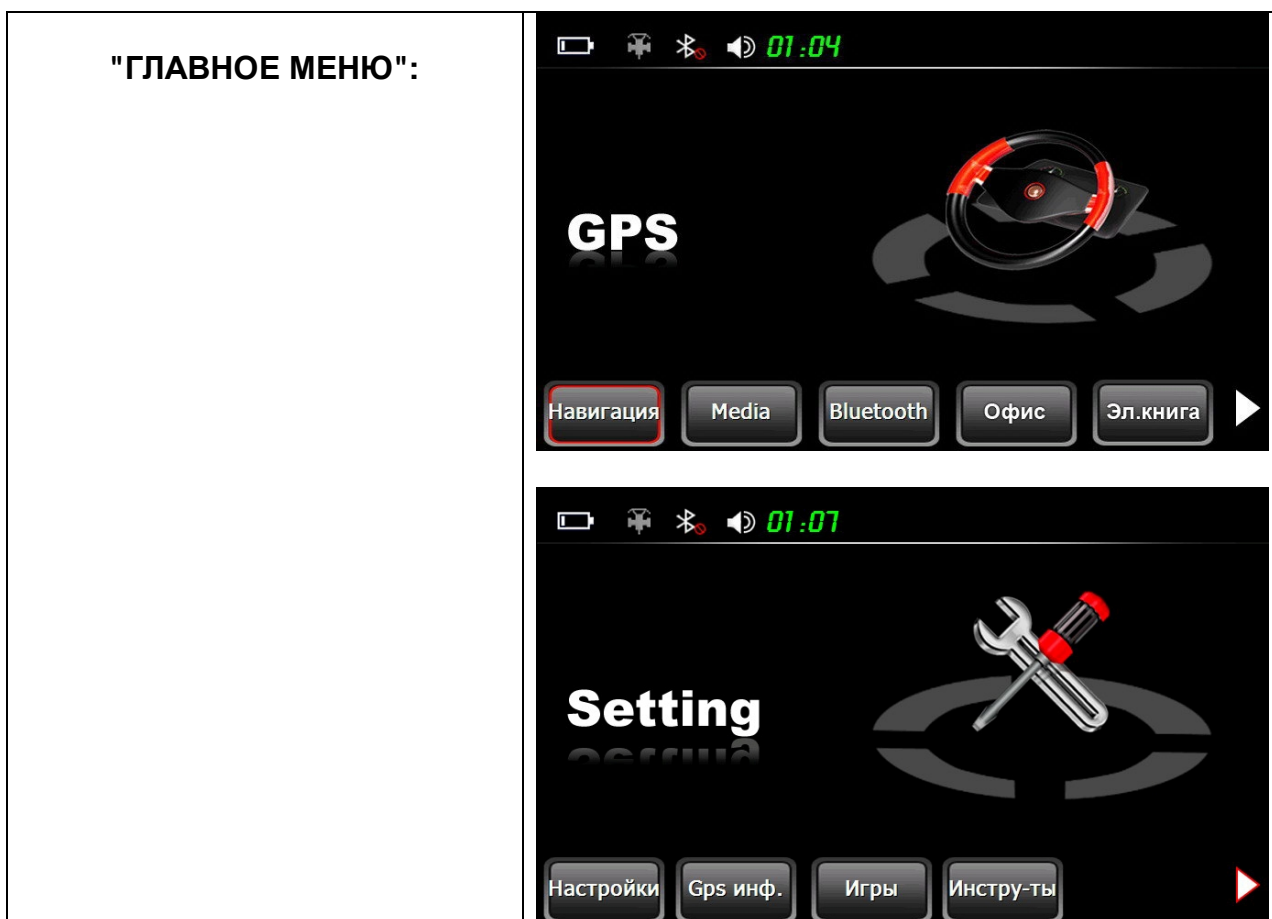 "ГЛАВНОЕ МЕНЮ":
01:04
GPS
Навигация Media Bluetooth Офис Эл.книга
01:07
Setting
Настройки Gps инф. Игры Инстру-ты